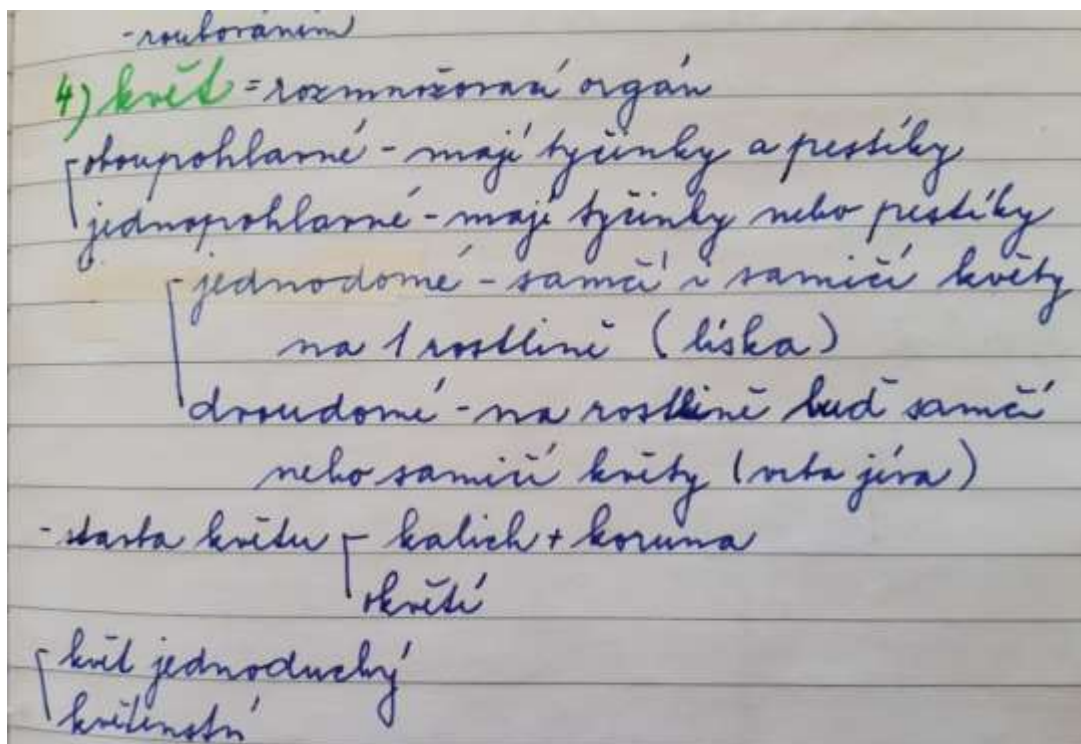 -roubováním
4) květ = rozmnožovací orgán
oboupohlavné - mají tyčinky a pestíky
jednopohlavné - mají tyčinky nebo pestíky
- jednodomé - samčí i samičí květy
na 1 rostlině (líska)
dvoudomé - na rostlině buď samčí
nebo samičí květy (vrba jíva)
- stavba květu - kalich + koruna
okvětí
- květ jednoduchý
květenství